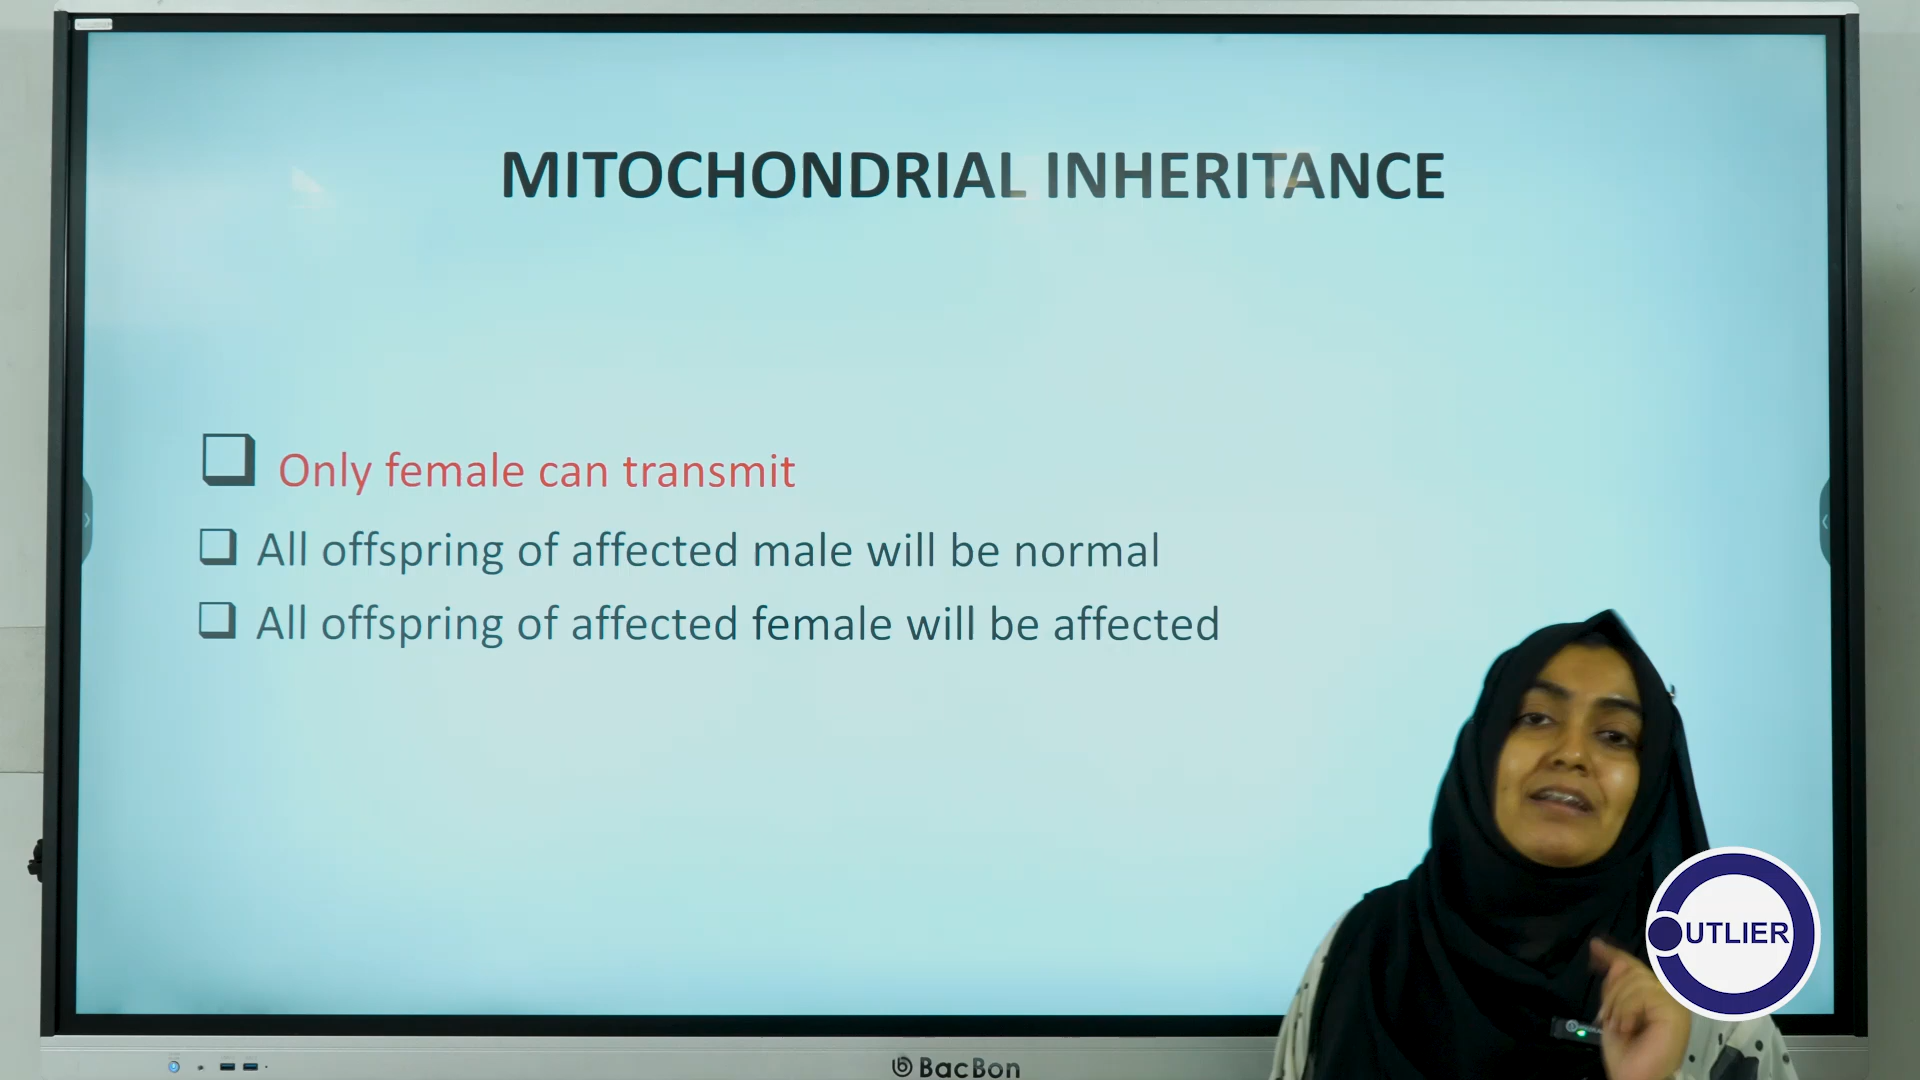 MITOCHONDRIAL INHERITANCE
Only female can transmit
All offspring of affected male will be normal
All offspring of affected female will be affected
OUTLIER
BacBon